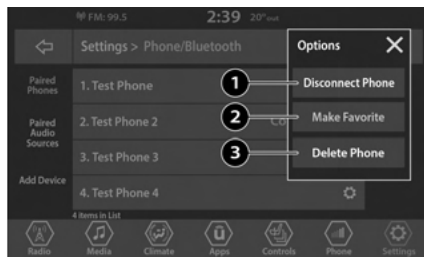 FM: 99.5 2:39 20° out
Settings > Phone/Bluetooth
Options X
Paired
Phones
1. Test Phone
1 Disconnect Phone
Paired
Audio
Sources
2. Test Phone 2
Co
2 Make Favorite
3. Test Phone 3
3 Delete Phone
Add Device
4. Test Phone 4
4 Items in List
Radio Media Climate Apps Controls Phone Settings